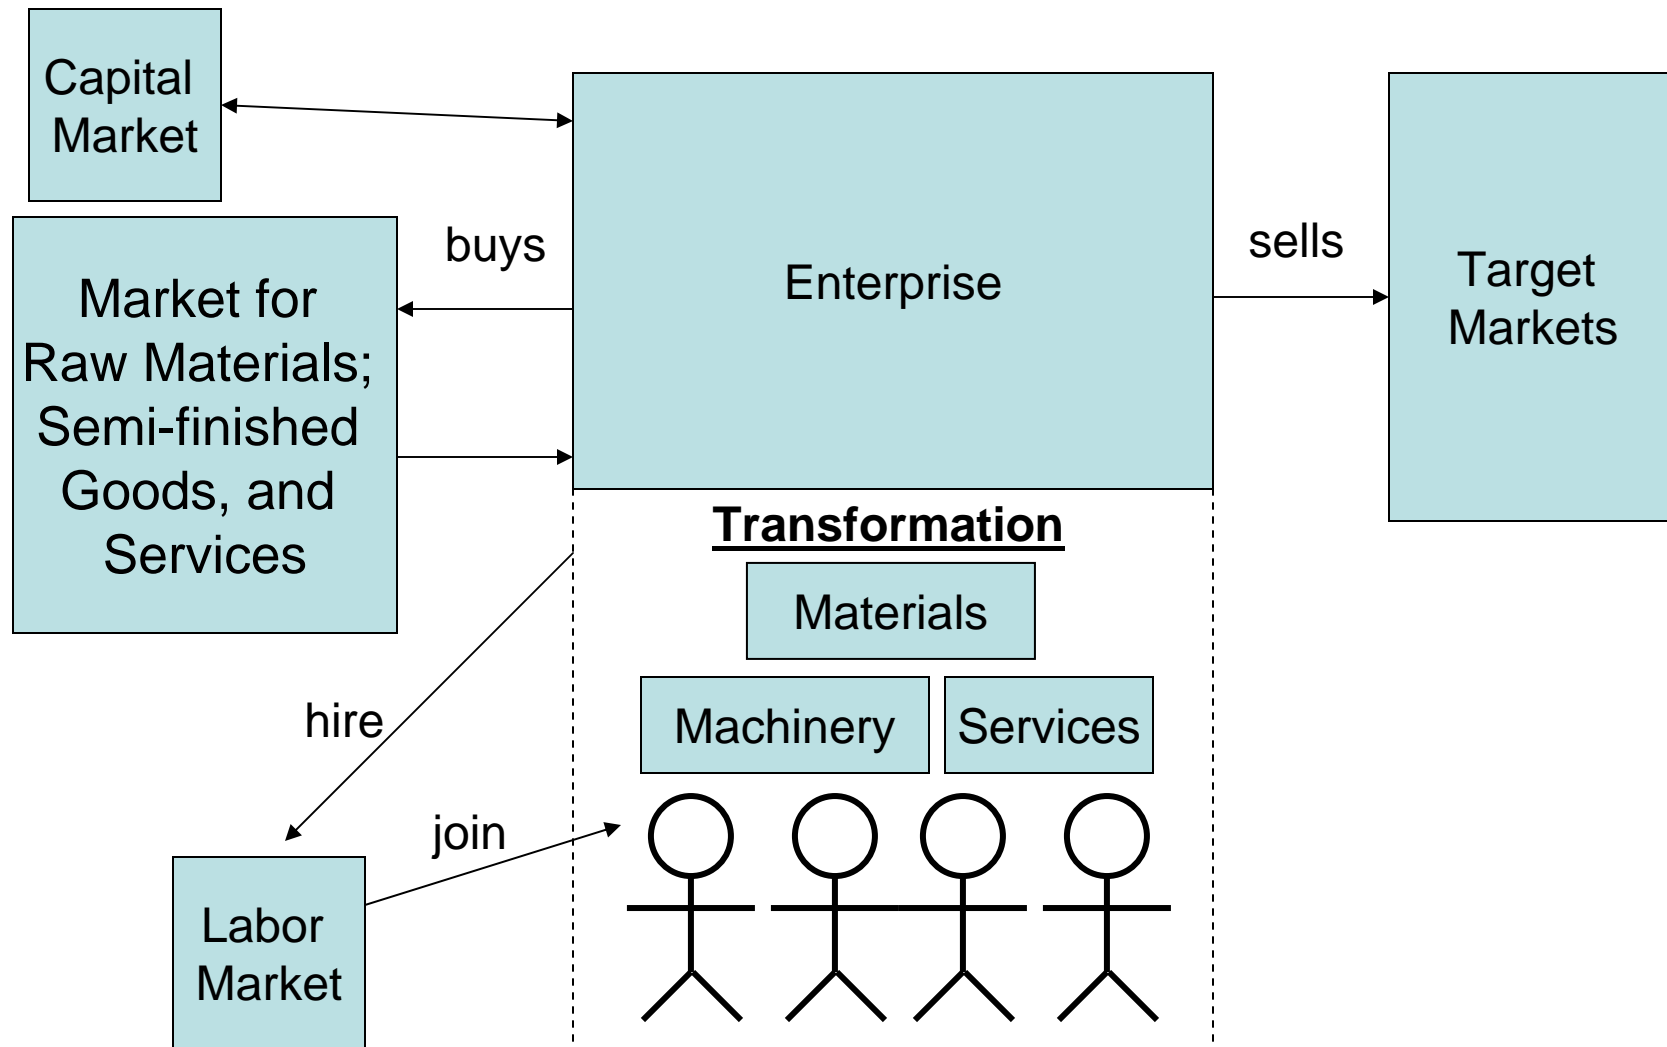 Capital
Market
buys
Enterprise
sells
Target
Markets
Market for
Raw Materials;
Semi-finished
Goods, and
Services
Transformation
Materials
Machinery
Services
hire
join
Labor
Market